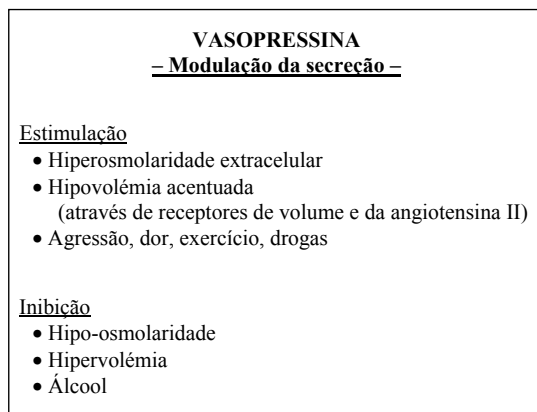 VASOPRESSINA
– Modulação da secreção –
Estimulação
• Hiperosmolaridade extracelular
• Hipovolémia acentuada
(através de receptores de volume e da angiotensina II)
• Agressão, dor, exercício, drogas
Inibição
• Hipo-osmolaridade
• Hipervolémia
• Álcool